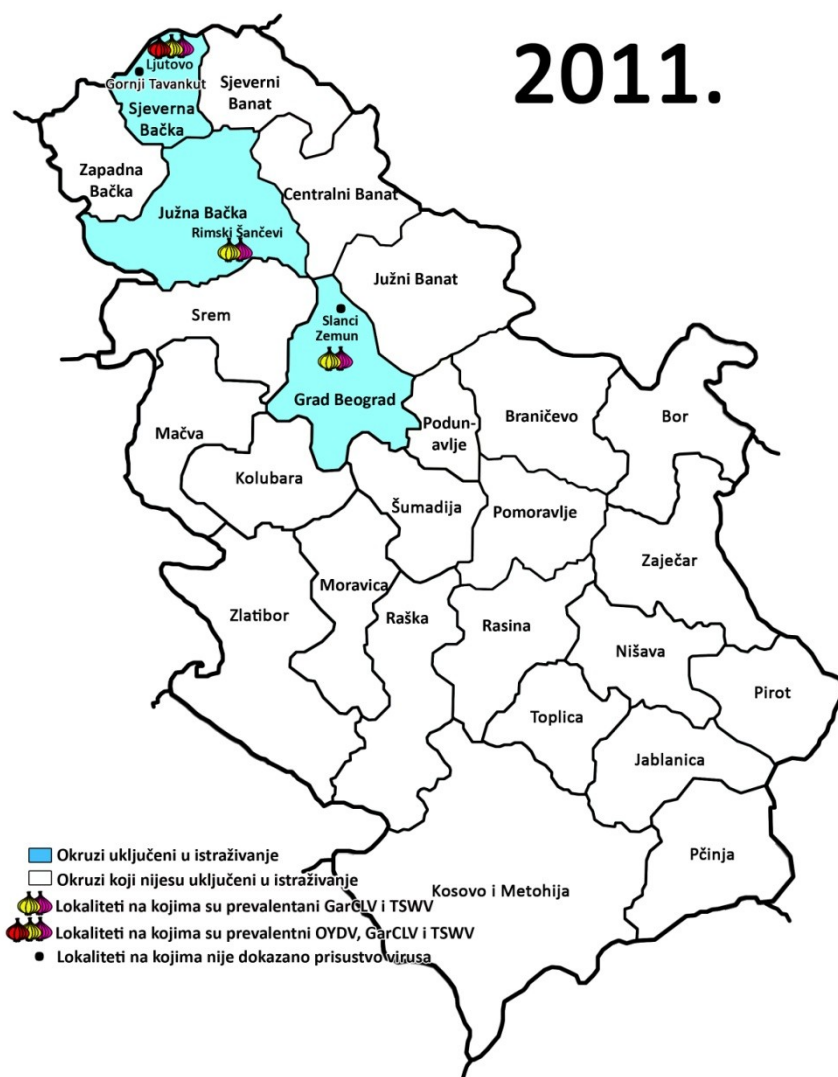 2011.
Ljutovo
Gornji Tavankut
Sjeverna
Bačka
Sjeverni
Banat
Zapadna
Bačka
Centralni Banat
Južna Bačka
Rimski Šančevi
Južni Banat
Srem
Slanci
Zemun
Grad Beograd
Mačva
Podun-
avlje
Braničevo
Bor
Kolubara
Šumadija
Pomoravlje
Zaječar
Moravica
Zlatibor
Raška
Rasina
Nišava
Pirot
Toplica
Jablanica
Pčinja
Kosovo i Metohija
Okruzi uključeni u istraživanje
Okruzi koji nijesu uključeni u istraživanje
Lokaliteti na kojima su prevalentani GarCLV i TSWV
Lokaliteti na kojima su prevalentni OYDV, GarCLV i TSWV
Lokaliteti na kojima nije dokazano prisustvo virusa